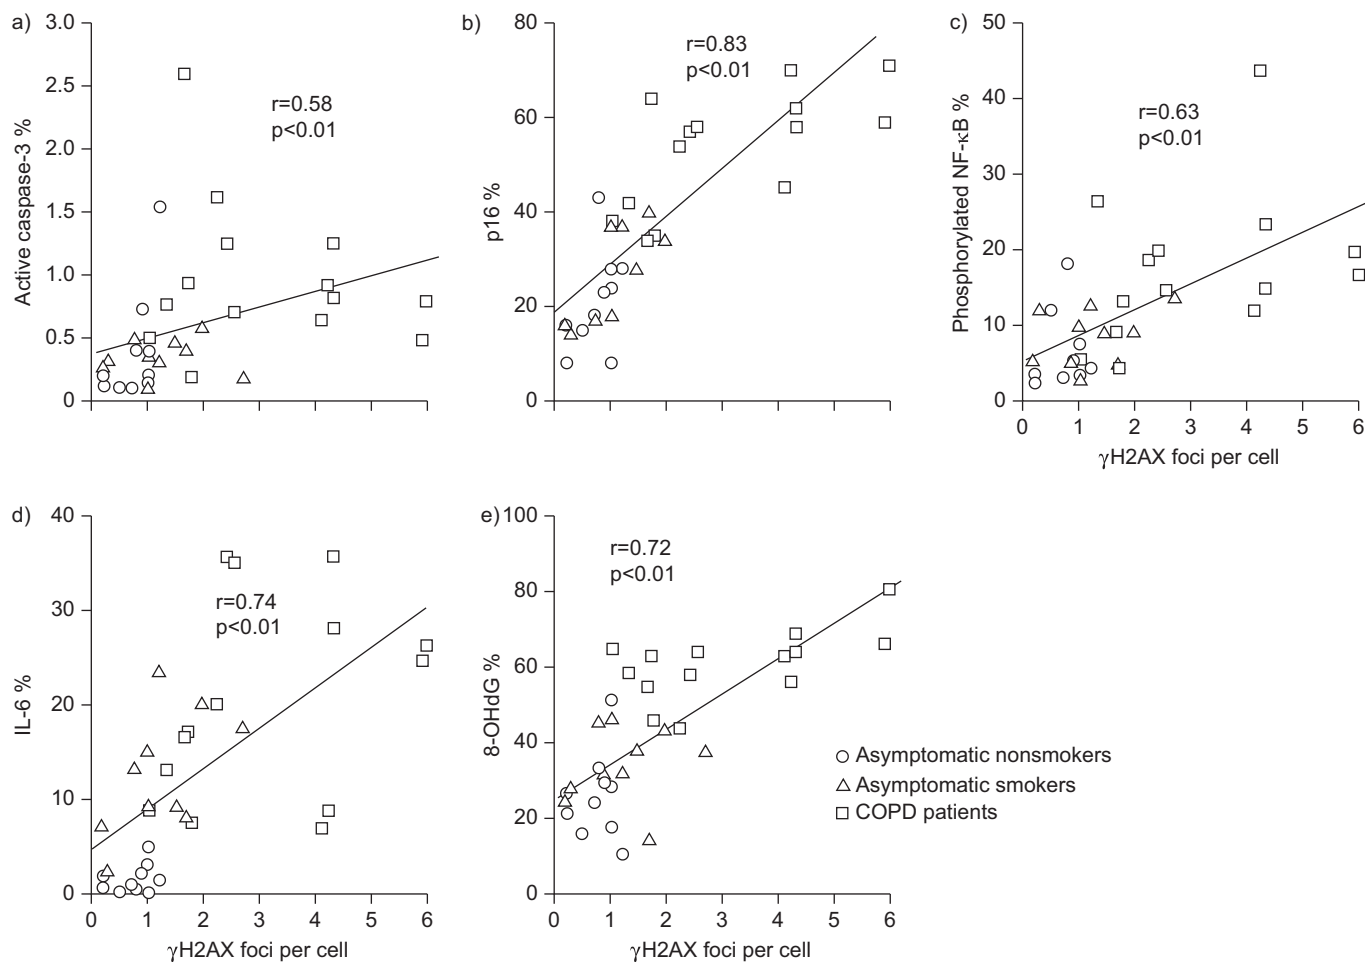 a)
3.0
2.5
2.0
1.5
1.0
0.5
0
Active caspase-3 %
r=0.58
p<0.01
b)
80
60
40
20
0
p16 %
r=0.83
p<0.01
c)
50
40
30
20
10
0
Phosphorylated NF-κB %
r=0.63
p<0.01
0 1 2 3 4 5 6
γH2AX foci per cell
d)
40
30
20
10
0
IL-6 %
r=0.74
p<0.01
0 1 2 3 4 5 6
γH2AX foci per cell
e)
100
80
60
40
20
0
8-OHdG %
r=0.72
p<0.01
0 1 2 3 4 5 6
γH2AX foci per cell
Asymptomatic nonsmokers
Asymptomatic smokers
COPD patients